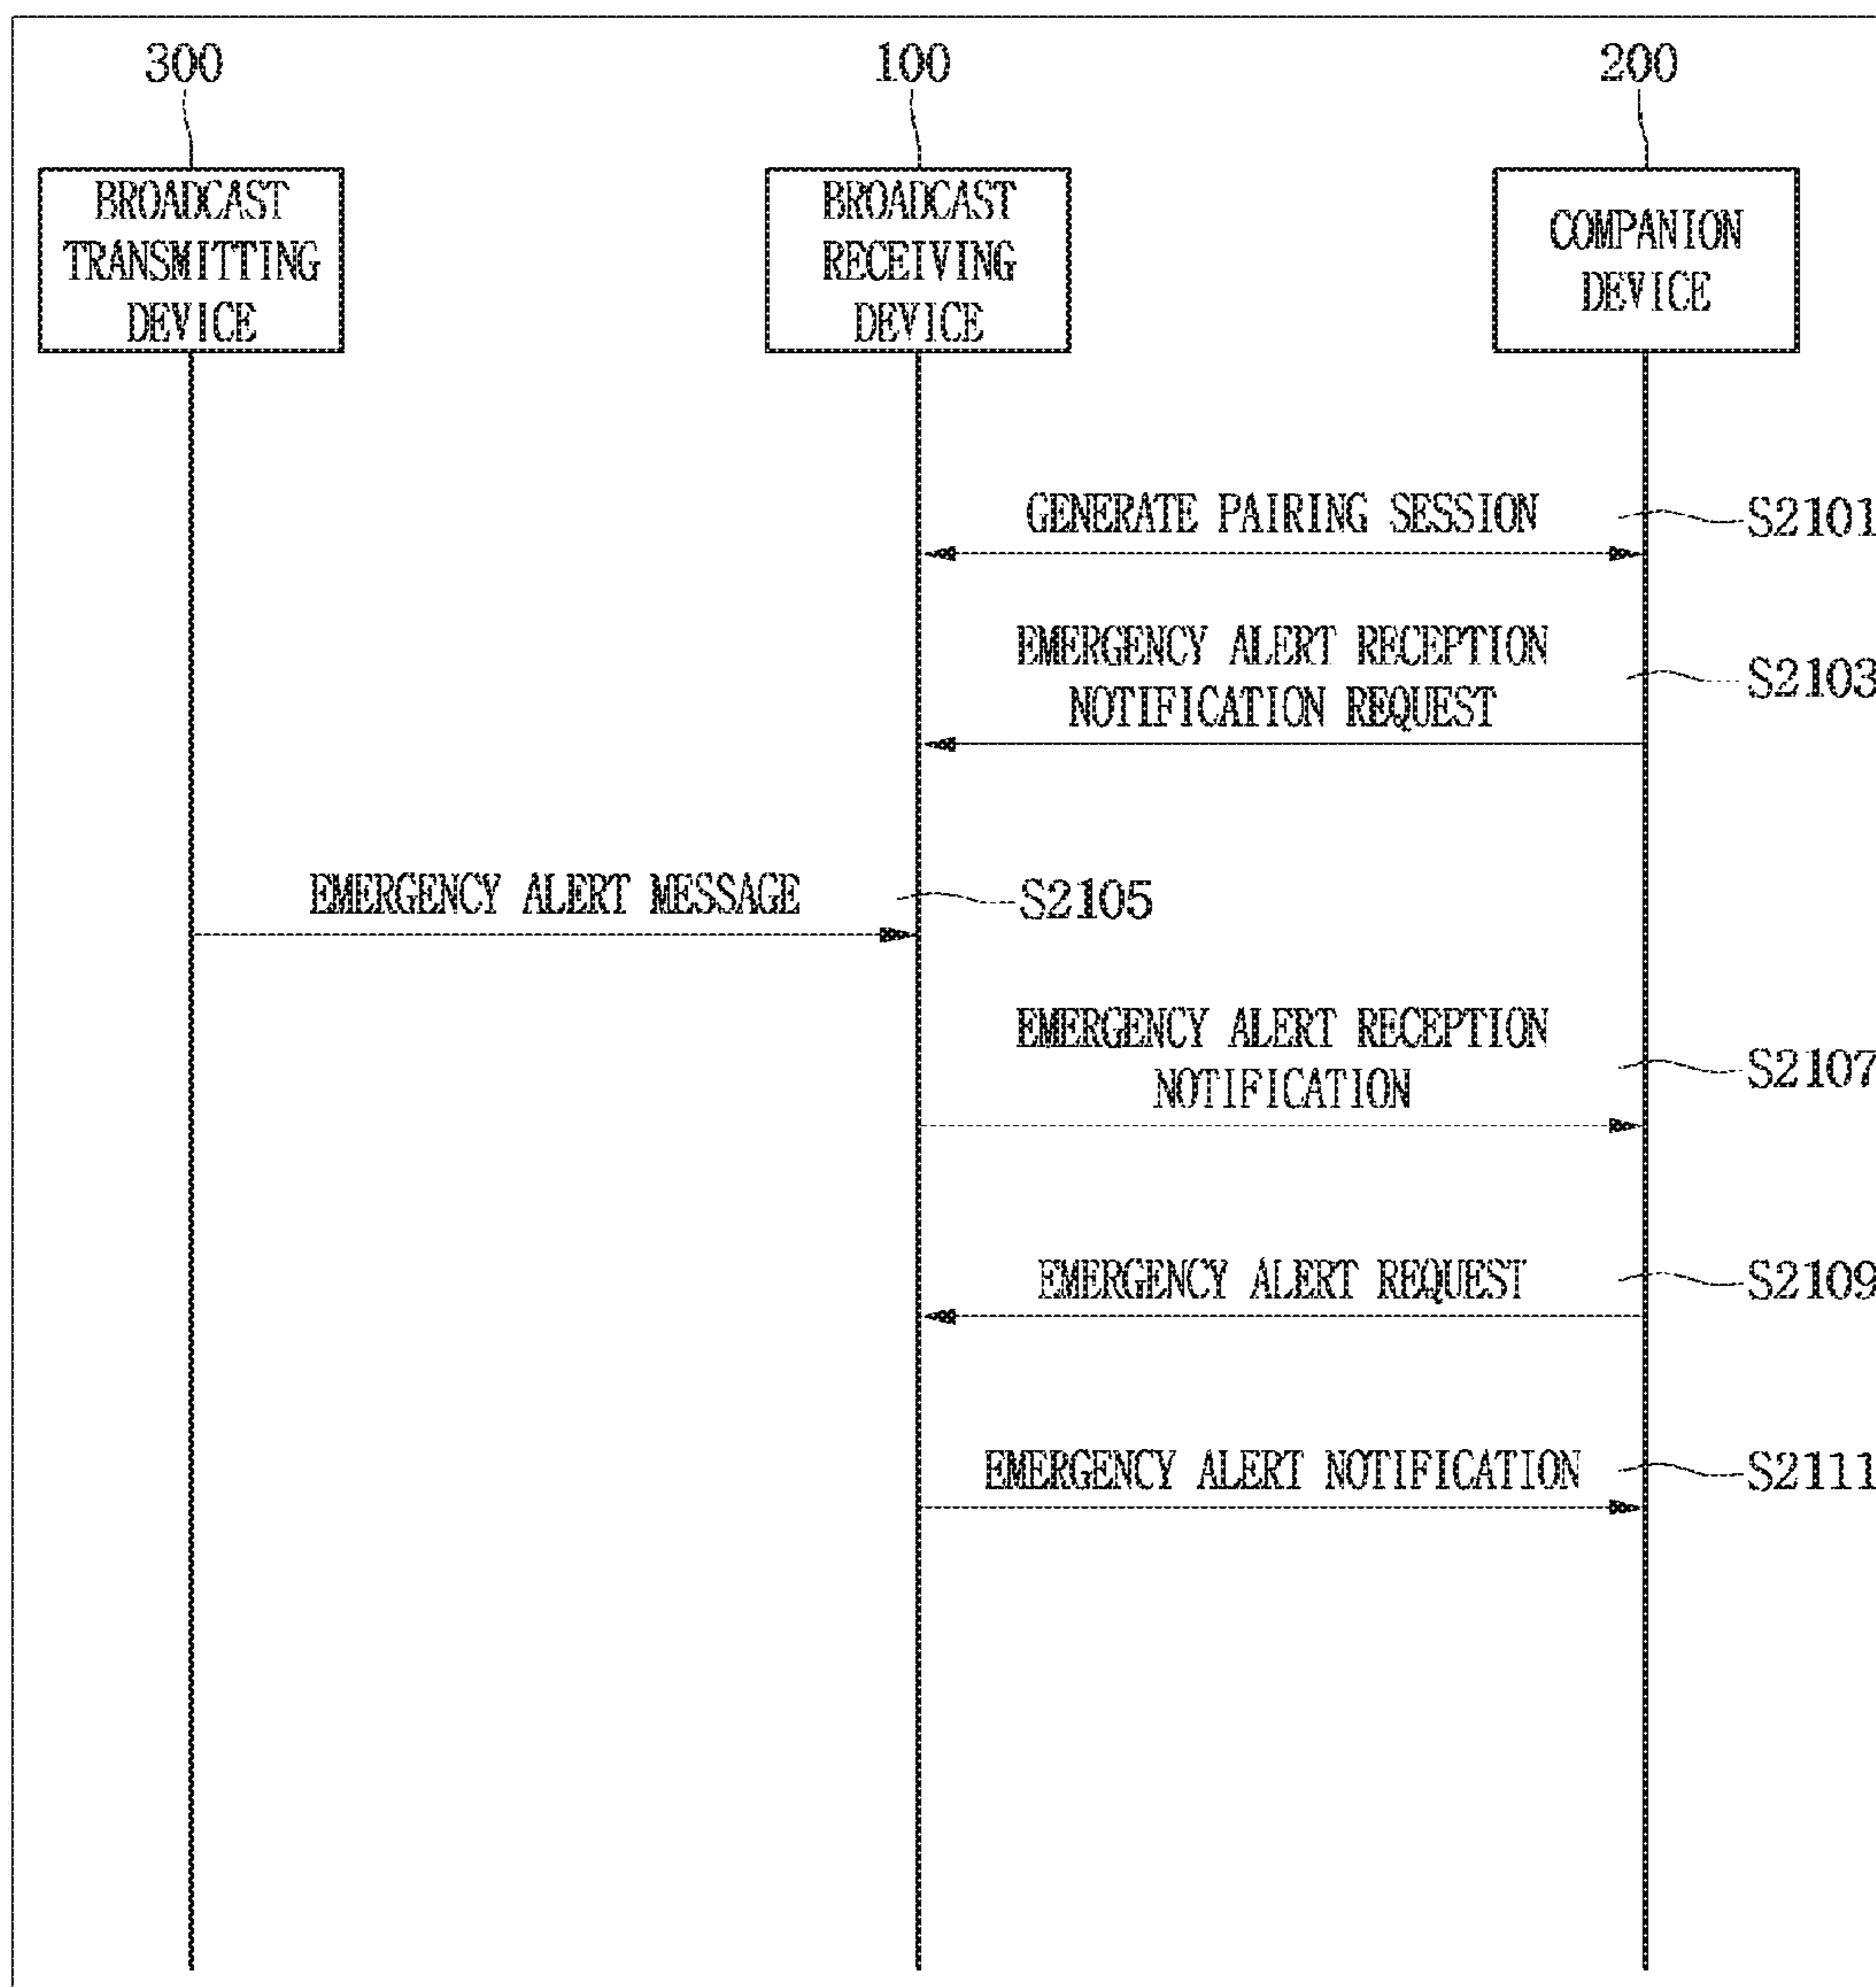 300
100
200
BROADCAST
TRANSMITTING
DEVICE
BROADCAST
RECEIVING
DEVICE
COMPANION
DEVICE
GENERATE PAIRING SESSION
S2101
EMERGENCY ALERT RECEPTION
NOTIFICATION REQUEST
S2103
EMERGENCY ALERT MESSAGE
S2105
EMERGENCY ALERT RECEPTION
NOTIFICATION
S2107
EMERGENCY ALERT REQUEST
S2109
EMERGENCY ALERT NOTIFICATION
S2111